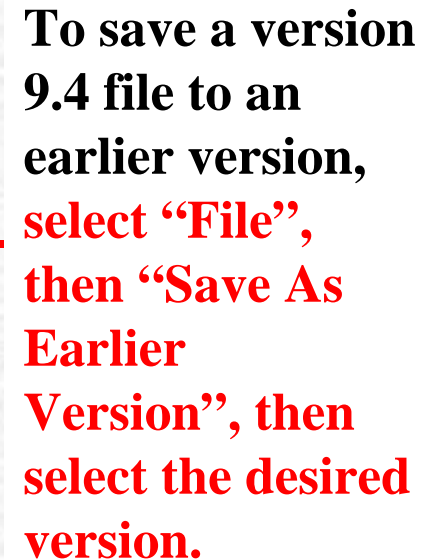 To save a version
9.4 file to an
earlier version,
select “File”,
then “Save As
Earlier
Version”, then
select the desired
version.